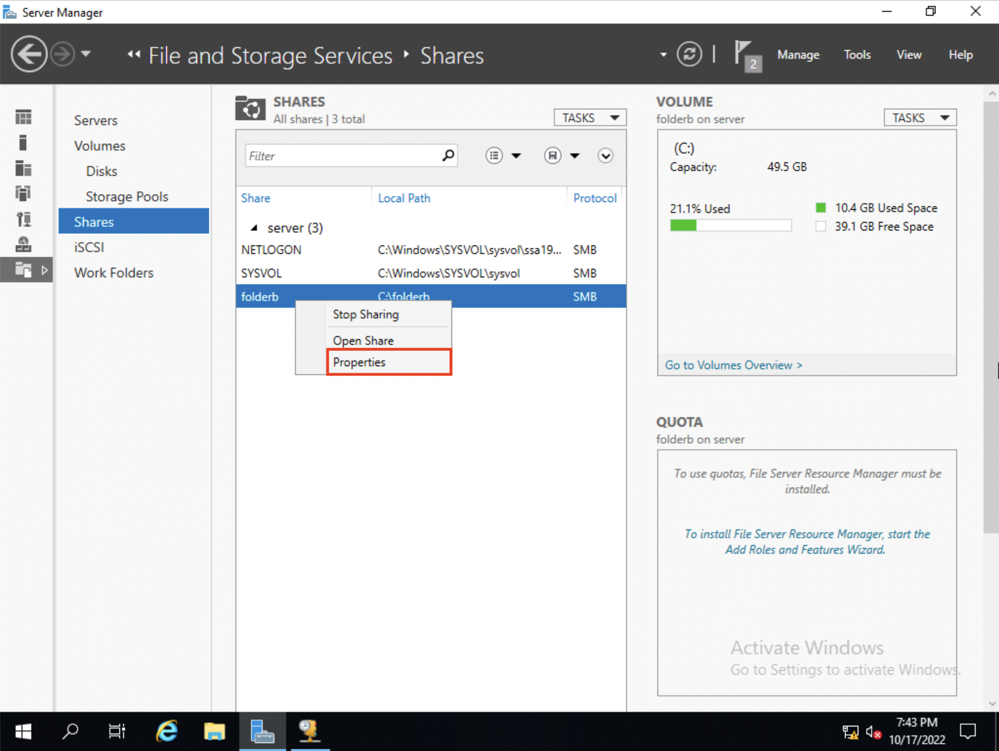 Server Manager
File and Storage Services
Shares
2
Manage
Tools
View
Help
Servers
Volumes
Disks
Storage Pools
Shares
iSCSI
Work Folders
SHARES
All shares | 3 total
TASKS
Filter
Share Local Path Protocol
server (3)
NETLOGON C:\Windows\SYSVOL\sysvol\ssa19... SMB
SYSVOL C:\Windows\SYSVOL\sysvol SMB
folderb C:\folderb SMB
Stop Sharing
Open Share
Properties
VOLUME
folderb on server
TASKS
(C:)
Capacity: 49.5 GB
21.1% Used
10.4 GB Used Space
39.1 GB Free Space
Go to Volumes Overview >
QUOTA
folderb on server
To use quotas, File Server Resource Manager must be
installed.
To install File Server Resource Manager, start the
Add Roles and Features Wizard.
Activate Windows
Go to Settings to activate Windows.
7:43 PM
10/17/2022